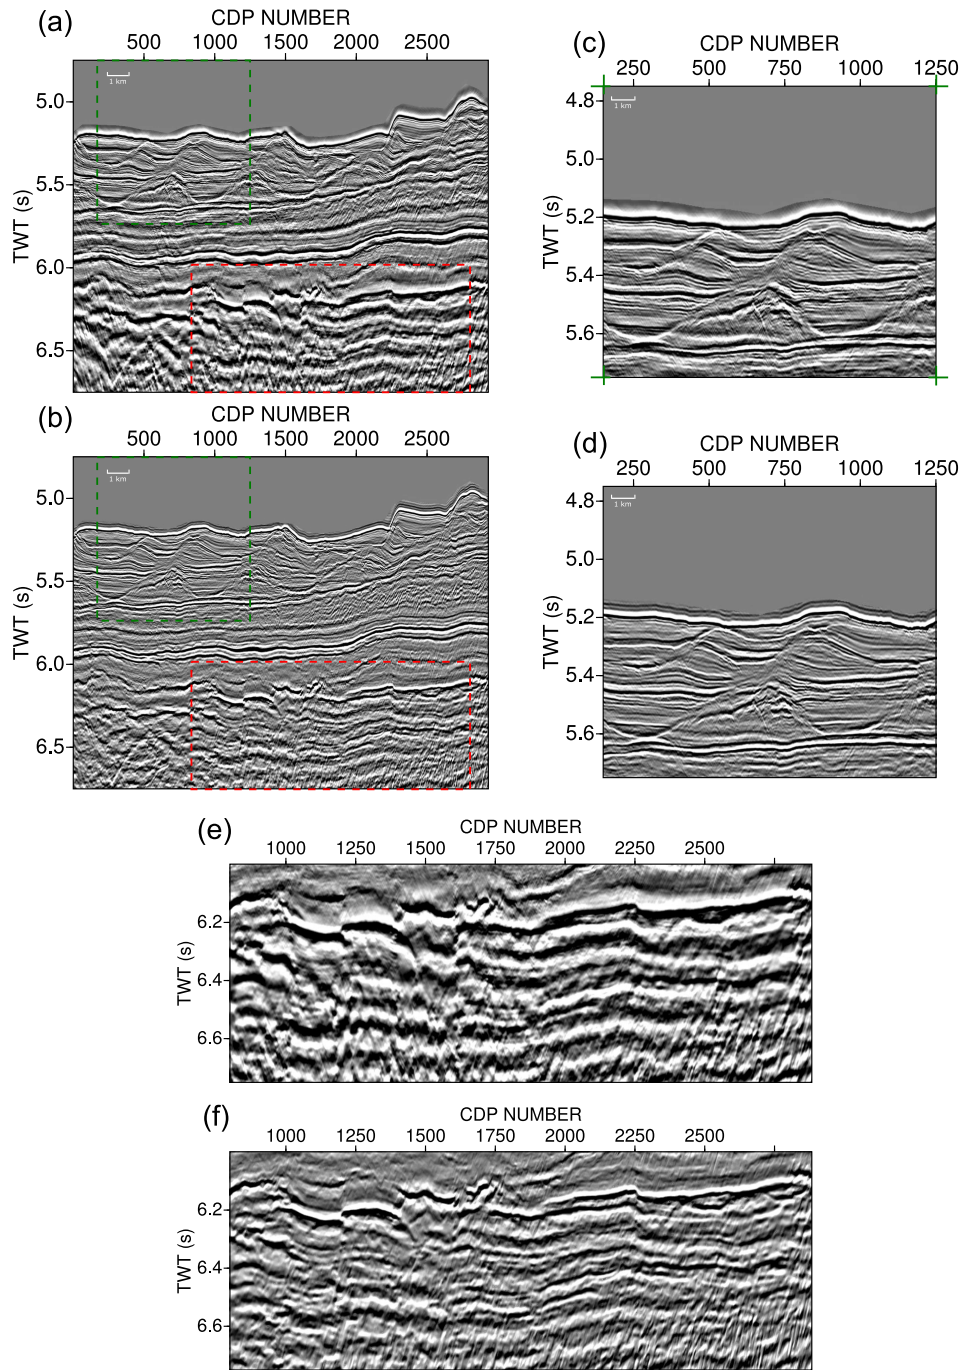 (a)
CDP NUMBER
500 1000 1500 2000 2500
1 km
5.0
5.5
6.0
6.5
TWT (s)
(c)
CDP NUMBER
250 500 750 1000 1250
1 km
4.8
5.0
5.2
5.4
5.6
TWT (s)
(b)
CDP NUMBER
500 1000 1500 2000 2500
1 km
5.0
5.5
6.0
6.5
TWT (s)
(d)
CDP NUMBER
250 500 750 1000 1250
1 km
4.8
5.0
5.2
5.4
5.6
TWT (s)
(e)
CDP NUMBER
1000 1250 1500 1750 2000 2250 2500
6.2
6.4
6.6
TWT (s)
(f)
CDP NUMBER
1000 1250 1500 1750 2000 2250 2500
6.2
6.4
6.6
TWT (s)